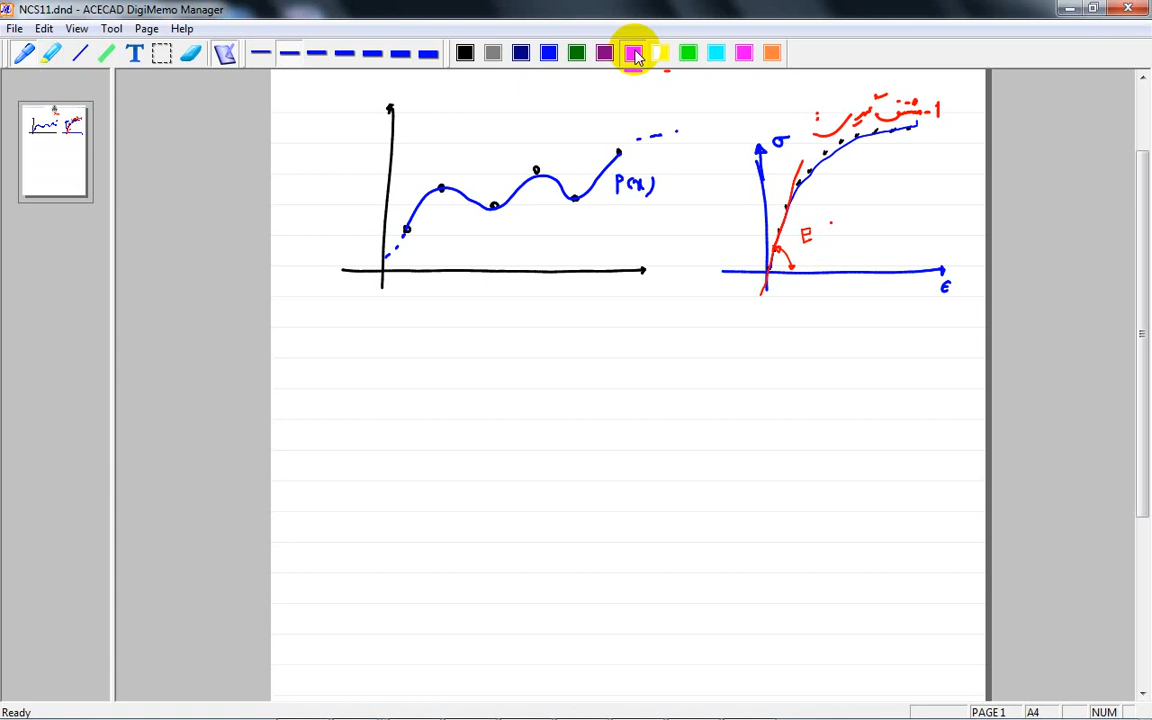 NCS11.dnd - ACECAD DigiMemo Manager
File Edit View Tool Page Help
T
P(x)
σ
E
ε
Ready
PAGE 1 A4 NUM